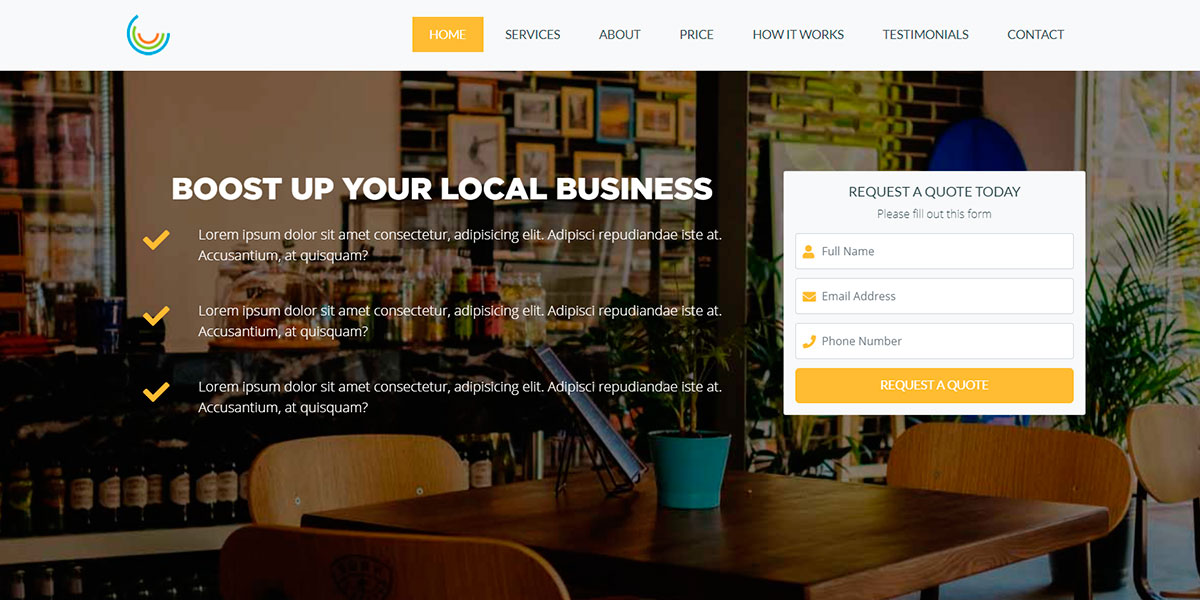 HOME SERVICES ABOUT PRICE HOW IT WORKS TESTIMONIALS CONTACT
BOOST UP YOUR LOCAL BUSINESS
Lorem ipsum dolor sit amet consectetur, adipisicing elit. Adipisci repudiandae iste at.
Accusantium, at quisquam?
Lorem ipsum dolor sit amet consectetur, adipisicing elit. Adipisci repudiandae iste at.
Accusantium, at quisquam?
Lorem ipsum dolor sit amet consectetur, adipisicing elit. Adipisci repudiandae iste at.
Accusantium, at quisquam?
REQUEST A QUOTE TODAY
Please fill out this form
Full Name
Email Address
Phone Number
REQUEST A QUOTE